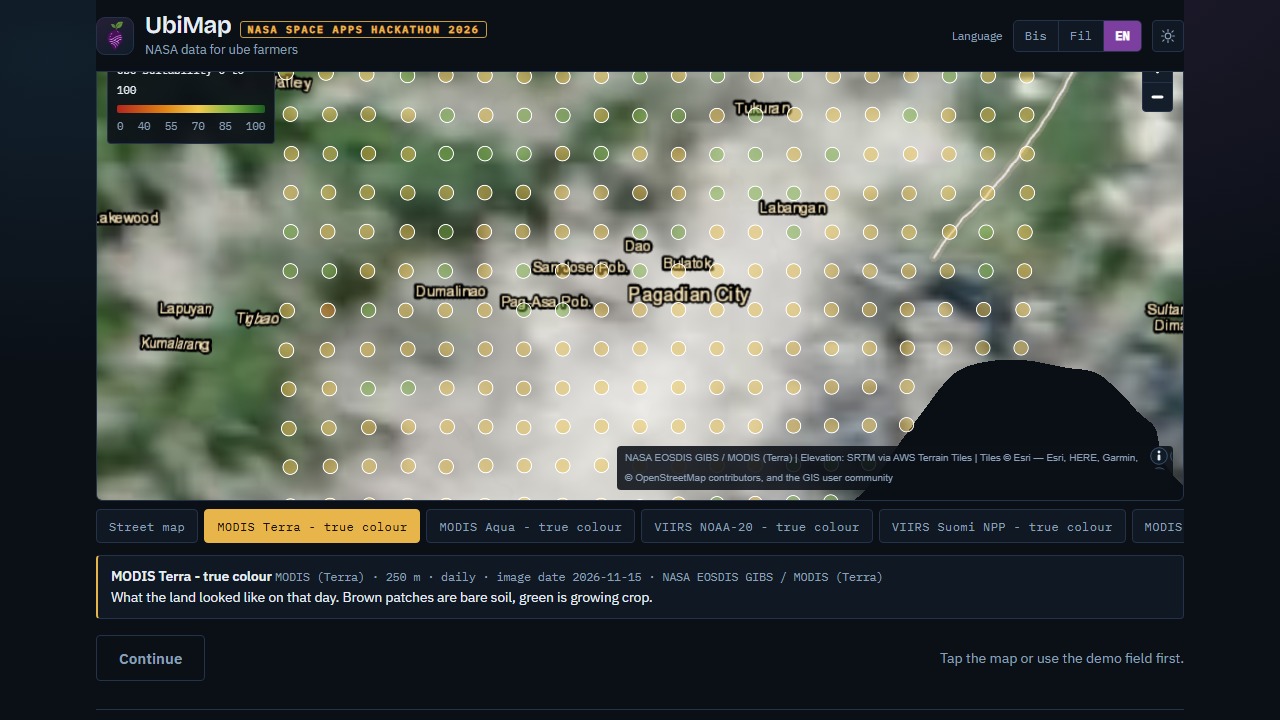 UbiMap NASA SPACE APPS HACKATHON 2026
NASA data for ube farmers
Language Bis Fil EN
100
0 40 55 70 85 100
Tukuran
Labangan
Dao
San Jose Pob.
Bulatok
Dumalinao
Pag-Asa Pob.
Pagadian City
Lapuyan
Tigbao
Kumalarang
NASA EOSDIS GIBS / MODIS (Terra) | Elevation: SRTM via AWS Terrain Tiles | Tiles © Esri — Esri, HERE, Garmin,
© OpenStreetMap contributors, and the GIS user community
Street map MODIS Terra - true colour MODIS Aqua - true colour VIIRS NOAA-20 - true colour VIIRS Suomi NPP - true colour MODIS
MODIS Terra - true colour MODIS (Terra) · 250 m · daily · image date 2026-11-15 · NASA EOSDIS GIBS / MODIS (Terra)
What the land looked like on that day. Brown patches are bare soil, green is growing crop.
Continue
Tap the map or use the demo field first.